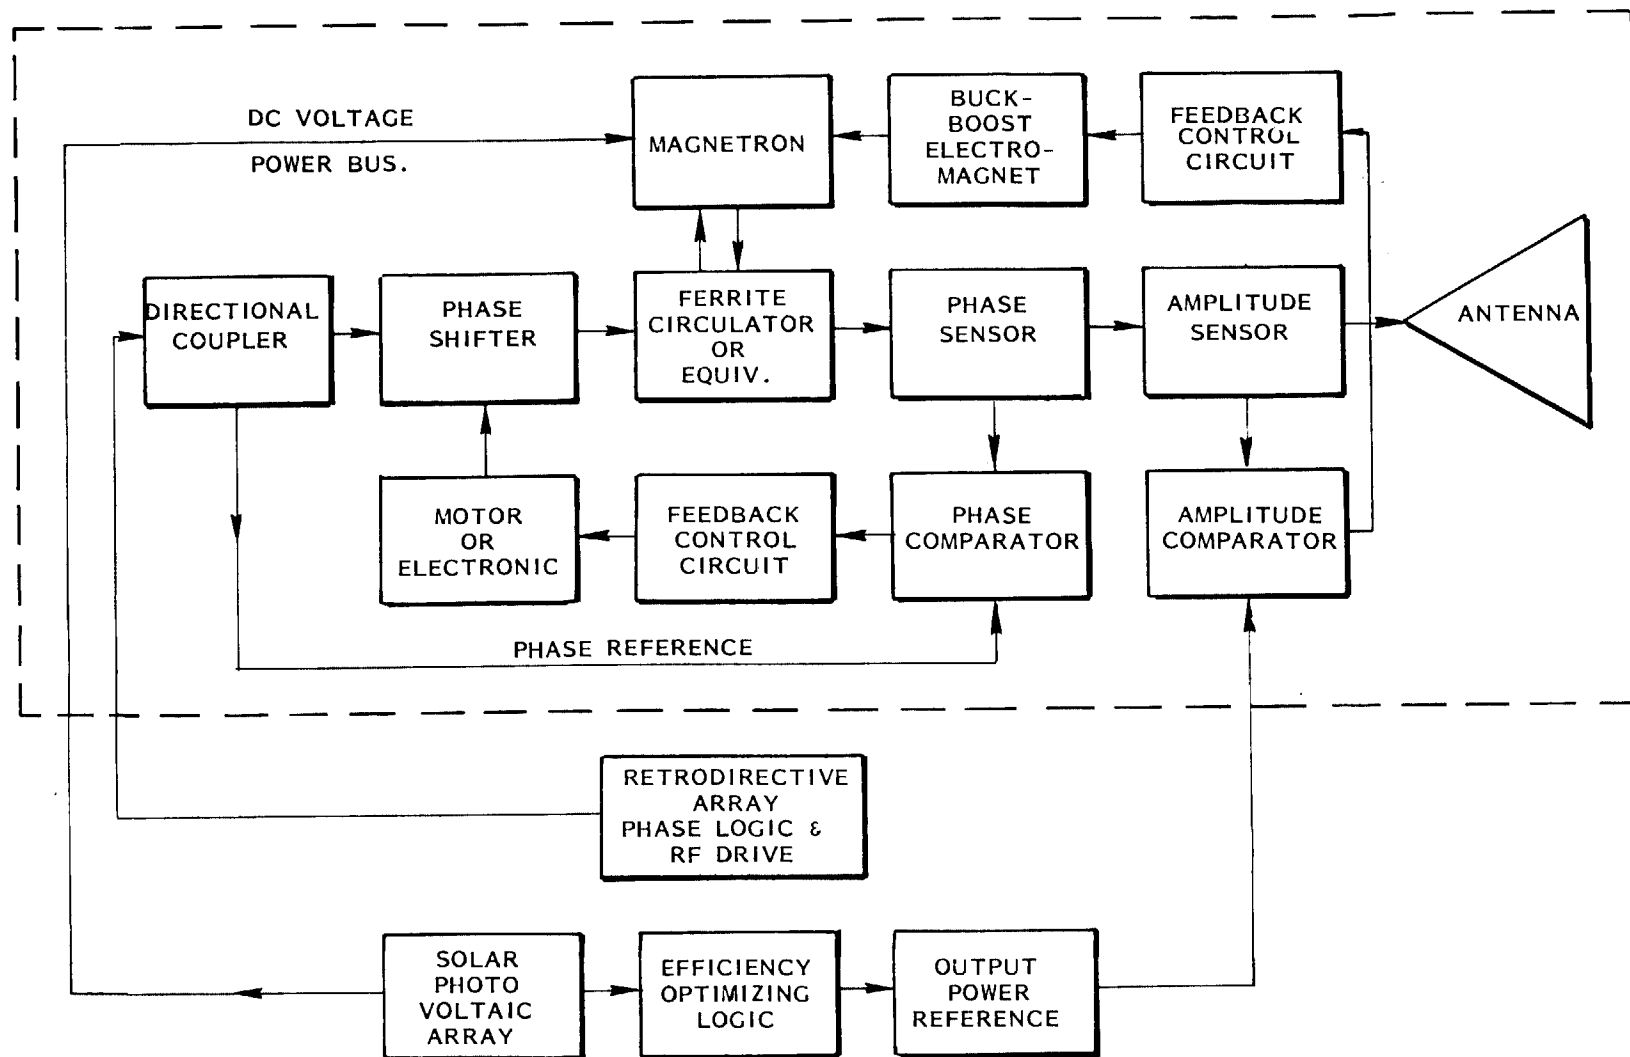 DC VOLTAGE
POWER BUS.
MAGNETRON
BUCK-
BOOST
ELECTRO-
MAGNET
FEEDBACK
CONTROL
CIRCUIT
DIRECTIONAL
COUPLER
PHASE
SHIFTER
FERRITE
CIRCULATOR
OR
EQUIV.
PHASE
SENSOR
AMPLITUDE
SENSOR
ANTENNA
MOTOR
OR
ELECTRONIC
FEEDBACK
CONTROL
CIRCUIT
PHASE
COMPARATOR
AMPLITUDE
COMPARATOR
PHASE REFERENCE
RETRODIRECTIVE
ARRAY
PHASE LOGIC &
RF DRIVE
SOLAR
PHOTO
VOLTAIC
ARRAY
EFFICIENCY
OPTIMIZING
LOGIC
OUTPUT
POWER
REFERENCE